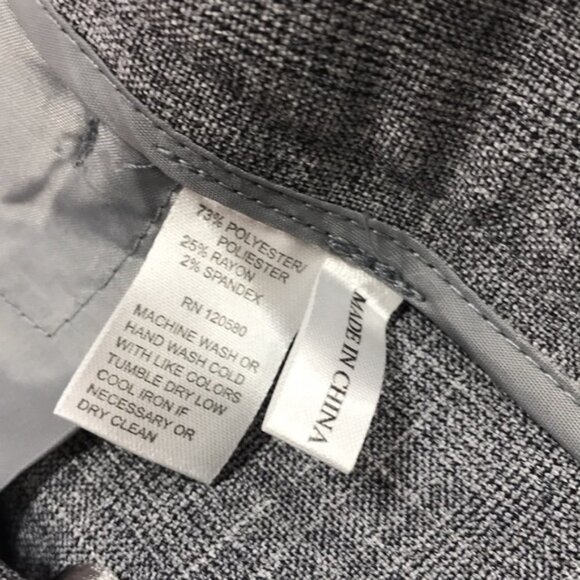 73% POLYESTER/
POLIESTER
25% RAYON
2% SPANDEX
RN 120580
MACHINE WASH OR
HAND WASH COLD
WITH LIKE COLORS
TUMBLE DRY LOW
COOL IRON IF
NECESSARY OR
DRY CLEAN
MADE IN CHINA